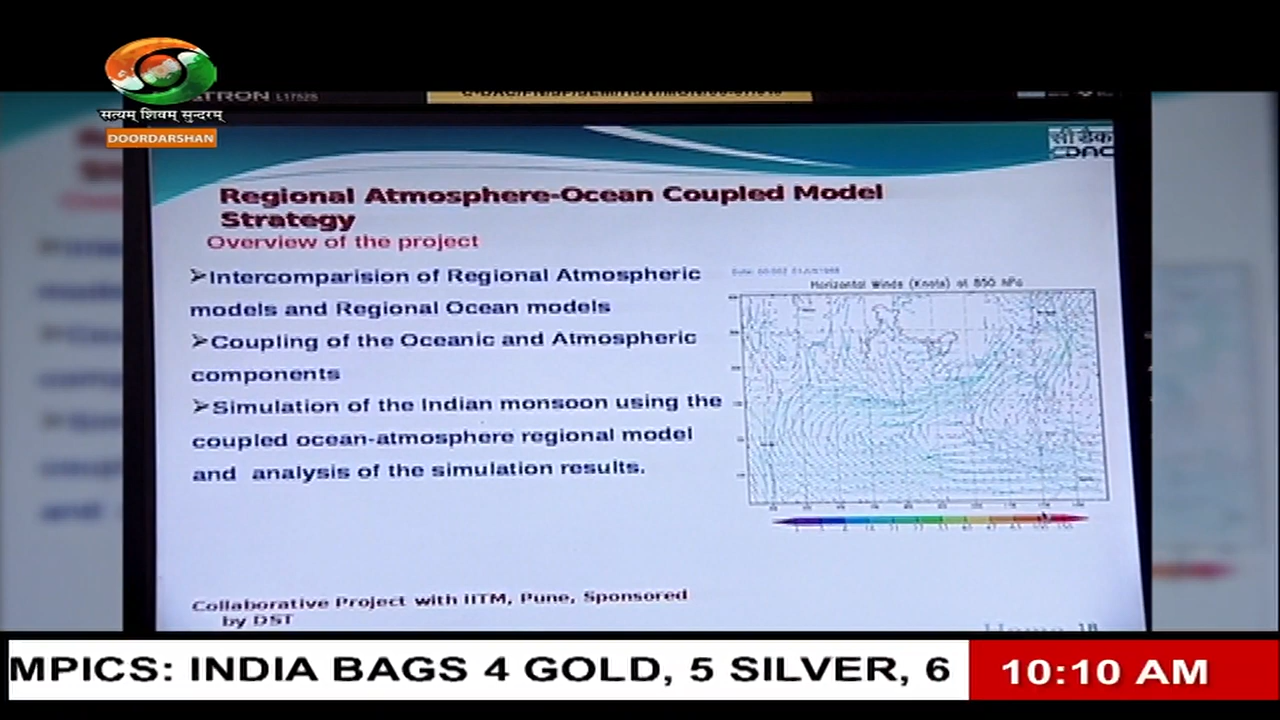 सत्यम् शिवम् सुन्दरम्
DOORDARSHAN
L1752S
सी डैक
CDAC
Regional Atmosphere-Ocean Coupled Model
Strategy
Overview of the project
➢Intercomparision of Regional Atmospheric
models and Regional Ocean models
➢Coupling of the Oceanic and Atmospheric
components
➢Simulation of the Indian monsoon using the
coupled ocean-atmosphere regional model
and analysis of the simulation results.
Horizontal Winds (Knots) at 850 hPa
Collaborative Project with IITM, Pune, Sponsored
by DST
18
MPICS: INDIA BAGS 4 GOLD, 5 SILVER, 6
10:10 AM